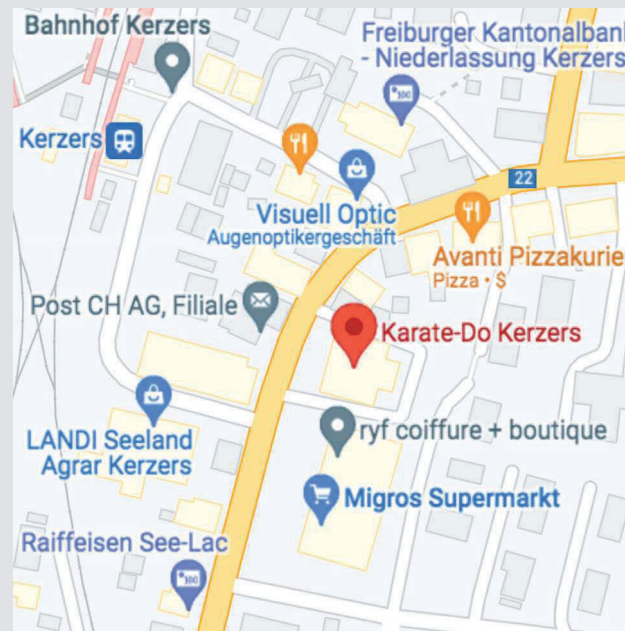 Bahnhof Kerzers
Freiburger Kantonalbank
- Niederlassung Kerzers
Kerzers
22
Visuell Optic
Augenoptikergeschäft
Avanti Pizzakurie
Pizza • $
Post CH AG, Filiale
Karate-Do Kerzers
LANDI Seeland
Agrar Kerzers
ryf coiffure + boutique
Migros Supermarkt
Raiffeisen See-Lac